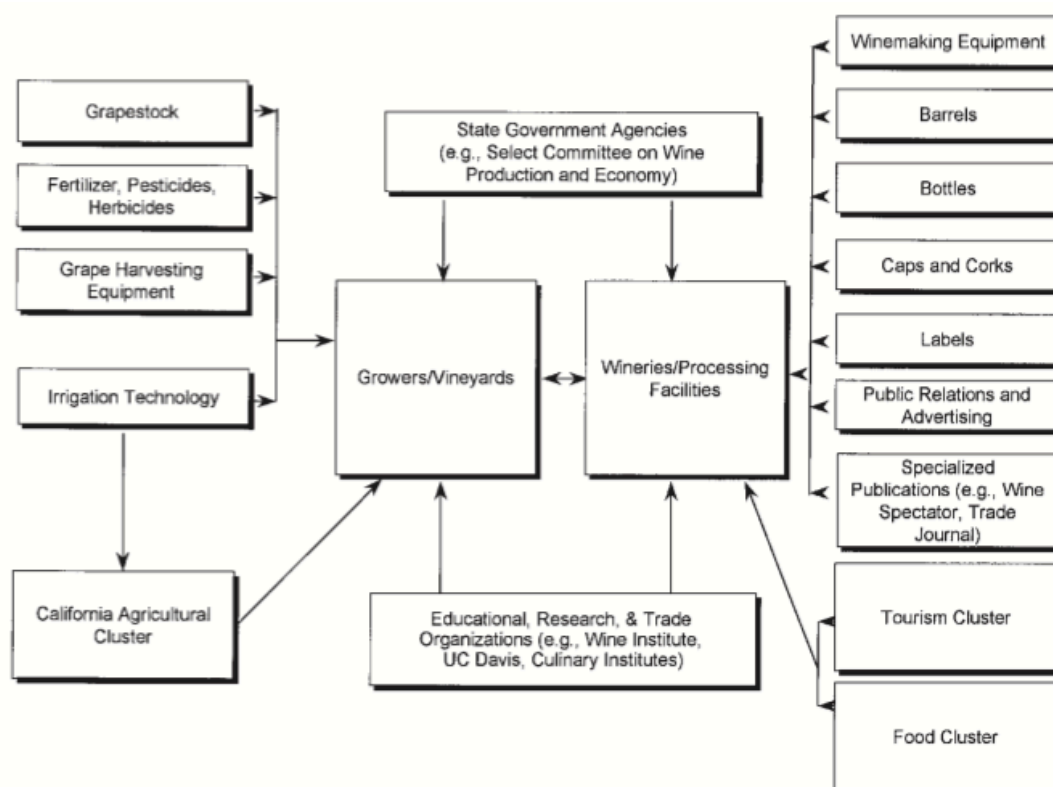 Grapestock
Fertilizer, Pesticides,
Herbicides
Grape Harvesting
Equipment
Irrigation Technology
California Agricultural
Cluster
State Government Agencies
(e.g., Select Committee on Wine
Production and Economy)
Growers/Vineyards
Wineries/Processing
Facilities
Educational, Research, & Trade
Organizations (e.g., Wine Institute,
UC Davis, Culinary Institutes)
Winemaking Equipment
Barrels
Bottles
Caps and Corks
Labels
Public Relations and
Advertising
Specialized
Publications (e.g., Wine
Spectator, Trade
Journal)
Tourism Cluster
Food Cluster